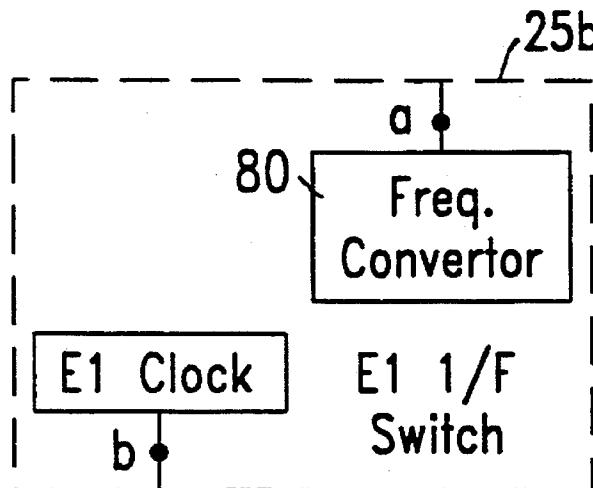 25b
a
80
Freq.
Convertor
E1 Clock
E1 1/F
Switch
b